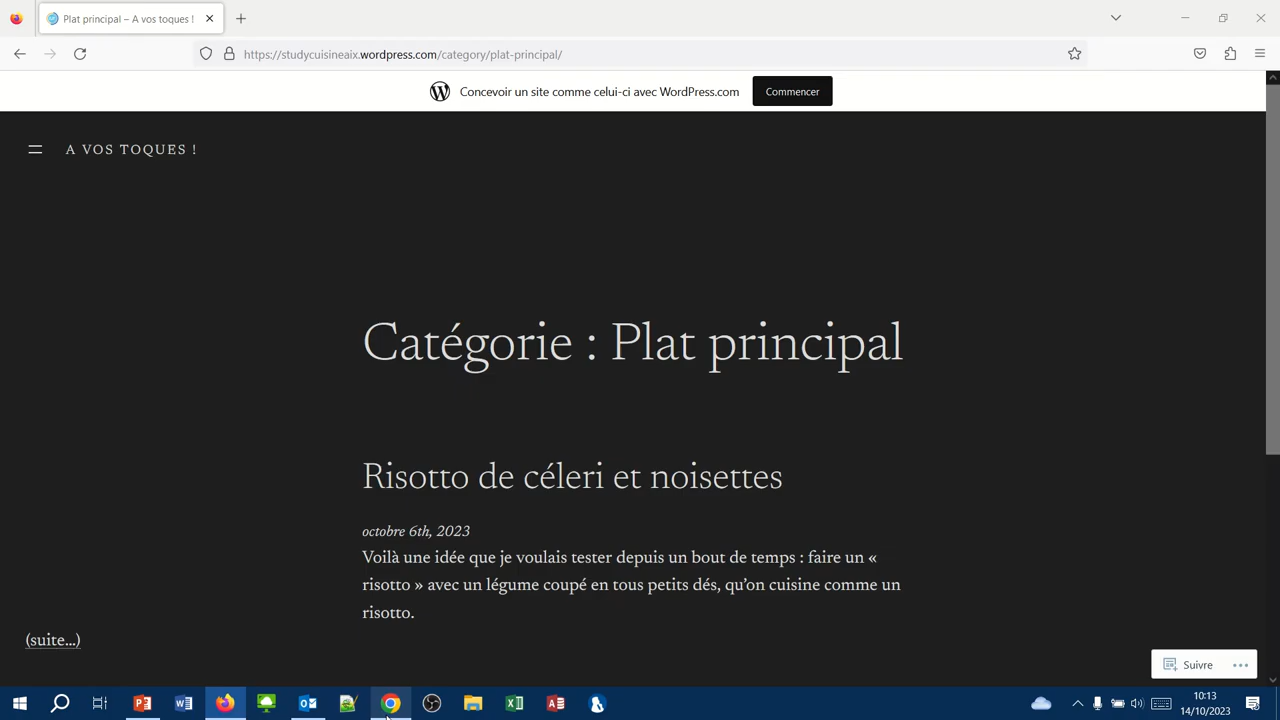 Plat principal – A vos toques !
https://studycuisineaix.wordpress.com/category/plat-principal/
Concevoir un site comme celui-ci avec WordPress.com
Commencer
A VOS TOQUES !
Catégorie : Plat principal
Risotto de céleri et noisettes
octobre 6th, 2023
Voilà une idée que je voulais tester depuis un bout de temps : faire un «
risotto » avec un légume coupé en tous petits dés, qu’on cuisine comme un
risotto.
(suite…)
Suivre
10:13
14/10/2023